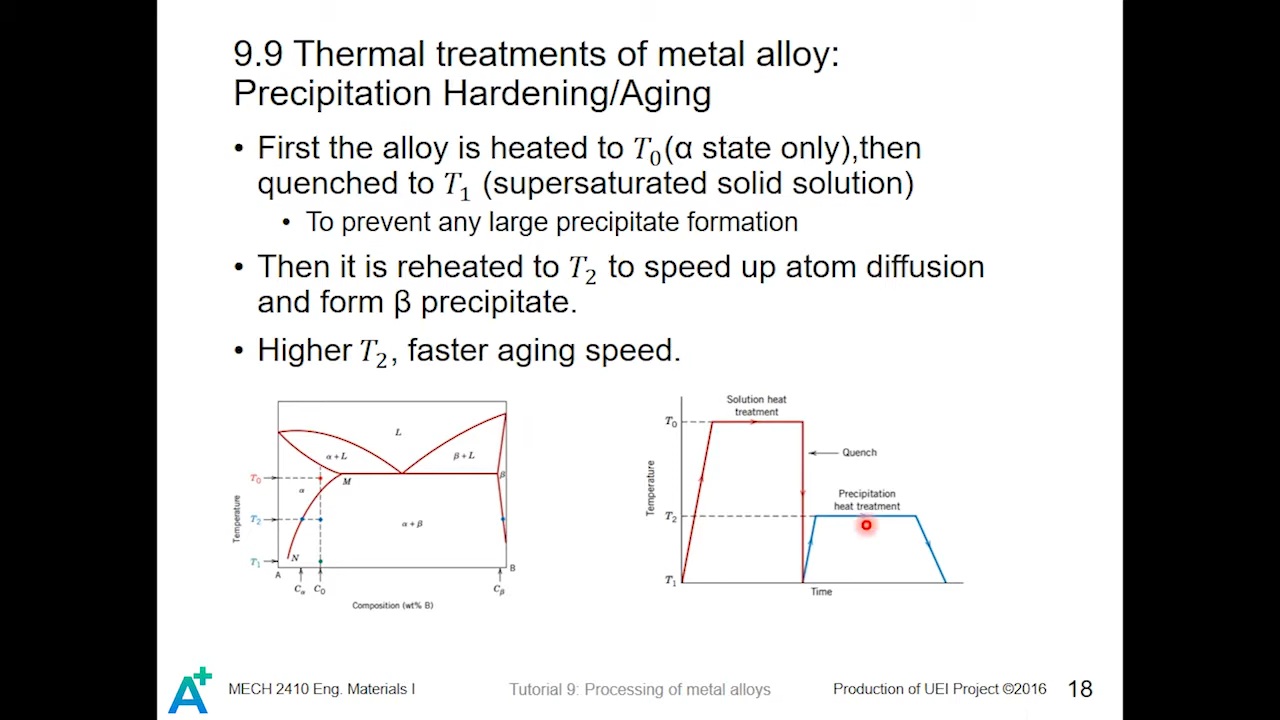 9.9 Thermal treatments of metal alloy:
Precipitation Hardening/Aging
• First the alloy is heated to T₀(α state only),then
quenched to T₁ (supersaturated solid solution)
• To prevent any large precipitate formation
• Then it is reheated to T₂ to speed up atom diffusion
and form β precipitate.
• Higher T₂, faster aging speed.
L
α + L
β + L
β
T₀
M
α
T₂
α + β
Temperature
N
T₁
A
B
Cα
C₀
Cβ
Composition (wt% B)
Solution heat
treatment
T₀
Quench
Temperature
Precipitation
heat treatment
T₂
T₁
Time
A+
MECH 2410 Eng. Materials I
Tutorial 9: Processing of metal alloys
Production of UEI Project ©2016
18